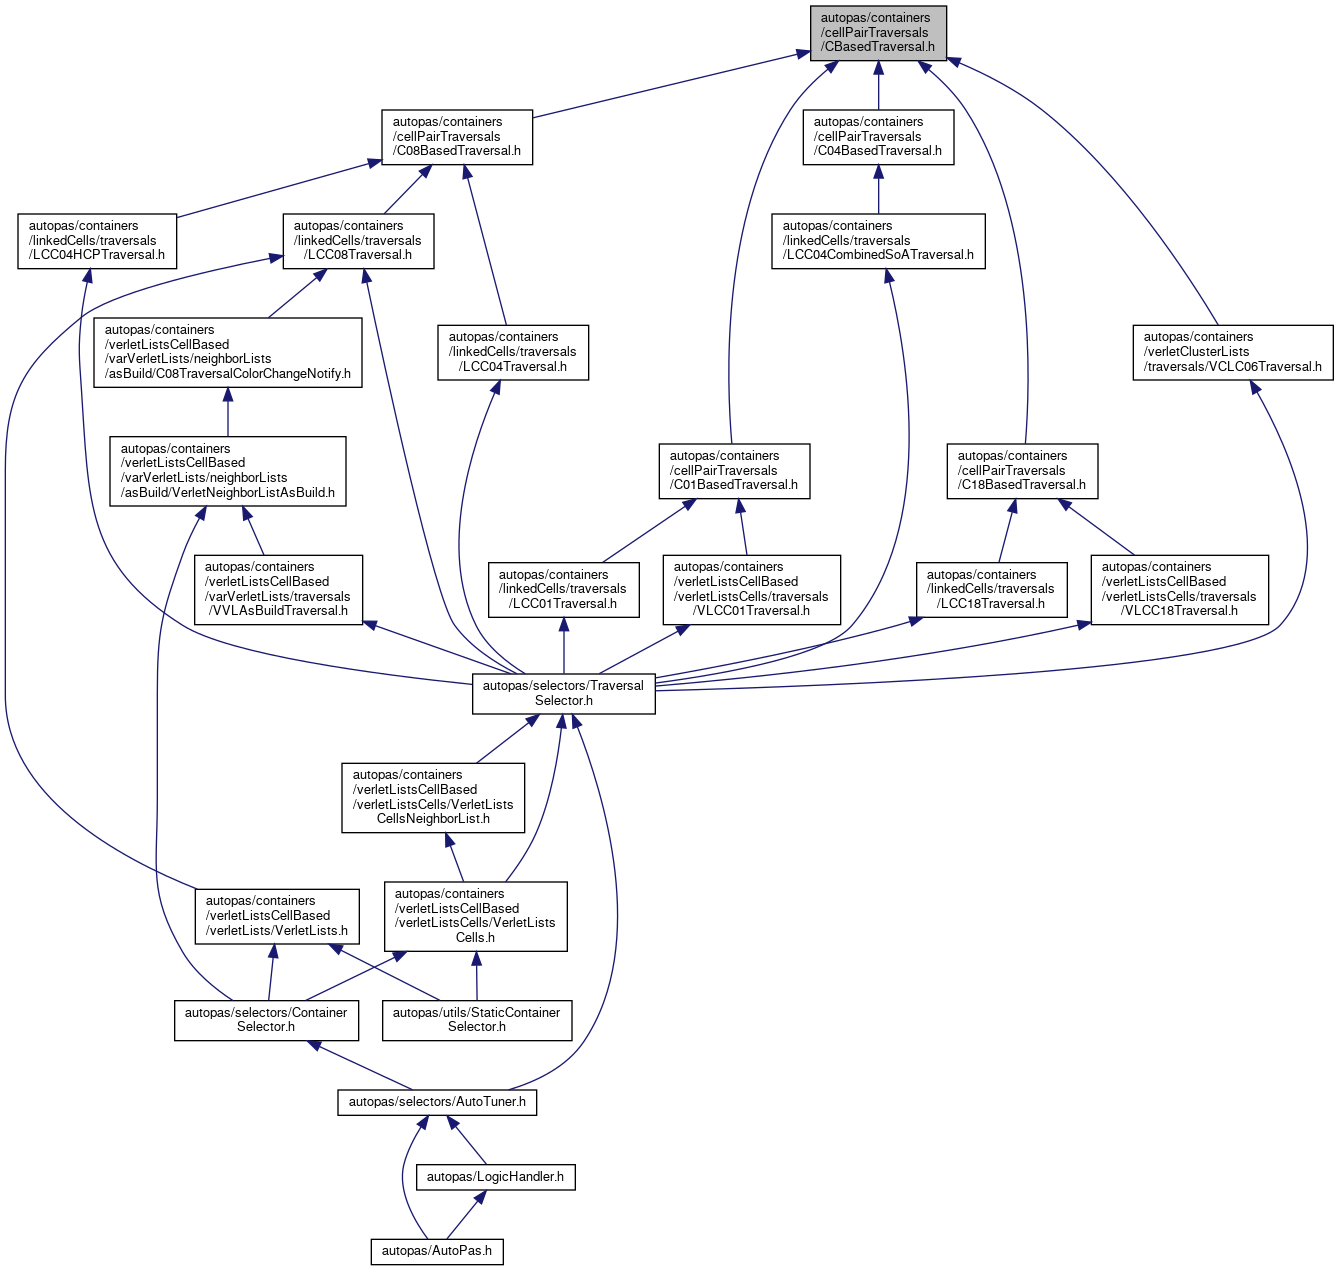 autopas/containers
/cellPairTraversals
/CBasedTraversal.h
autopas/containers
/cellPairTraversals
/C08BasedTraversal.h
autopas/containers
/cellPairTraversals
/C04BasedTraversal.h
autopas/containers
/linkedCells/traversals
/LCC04HCPTraversal.h
autopas/containers
/linkedCells/traversals
/LCC08Traversal.h
autopas/containers
/linkedCells/traversals
/LCC04CombinedSoATraversal.h
autopas/containers
/verletListsCellBased
/varVerletLists/neighborLists
/asBuild/C08TraversalColorChangeNotify.h
autopas/containers
/linkedCells/traversals
/LCC04Traversal.h
autopas/containers
/verletClusterLists
/traversals/VCLC06Traversal.h
autopas/containers
/verletListsCellBased
/varVerletLists/neighborLists
/asBuild/VerletNeighborListAsBuild.h
autopas/containers
/cellPairTraversals
/C01BasedTraversal.h
autopas/containers
/cellPairTraversals
/C18BasedTraversal.h
autopas/containers
/verletListsCellBased
/varVerletLists/traversals
/VVLAsBuildTraversal.h
autopas/containers
/linkedCells/traversals
/LCC01Traversal.h
autopas/containers
/verletListsCellBased
/verletListsCells/traversals
/VLCC01Traversal.h
autopas/containers
/linkedCells/traversals
/LCC18Traversal.h
autopas/containers
/verletListsCellBased
/verletListsCells/traversals
/VLCC18Traversal.h
autopas/selectors/Traversal
Selector.h
autopas/containers
/verletListsCellBased
/verletListsCells/VerletLists
CellsNeighborList.h
autopas/containers
/verletListsCellBased
/verletLists/VerletLists.h
autopas/containers
/verletListsCellBased
/verletListsCells/VerletLists
Cells.h
autopas/selectors/Container
Selector.h
autopas/utils/StaticContainer
Selector.h
autopas/selectors/AutoTuner.h
autopas/LogicHandler.h
autopas/AutoPas.h